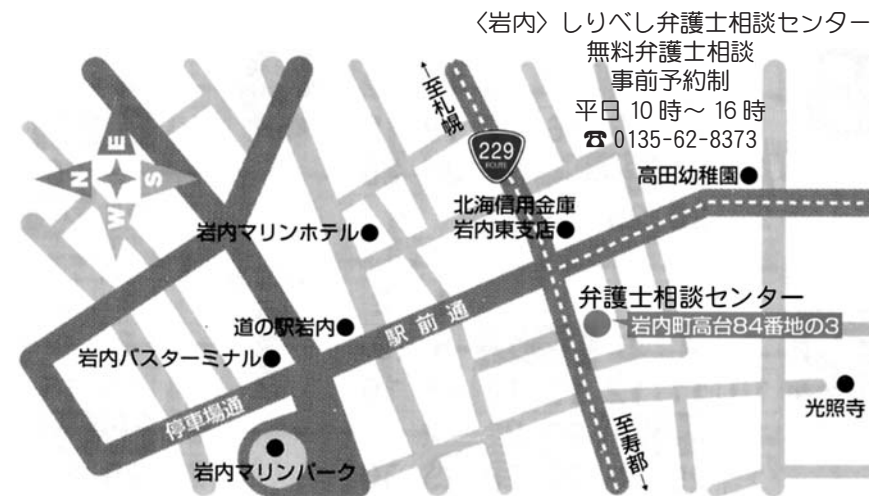 〈岩内〉しりべし弁護士相談センター
無料弁護士相談
事前予約制
平日 10 時～ 16 時
☎ 0135-62-8373
←至札幌
229
ROUTE
高田幼稚園
北海信用金庫
岩内東支店
岩内マリンホテル
N
E
S
W
弁護士相談センター
岩内町高台84番地の3
道の駅岩内
駅前通
岩内バスターミナル
停車場通
光照寺
岩内マリンパーク
至寿都→